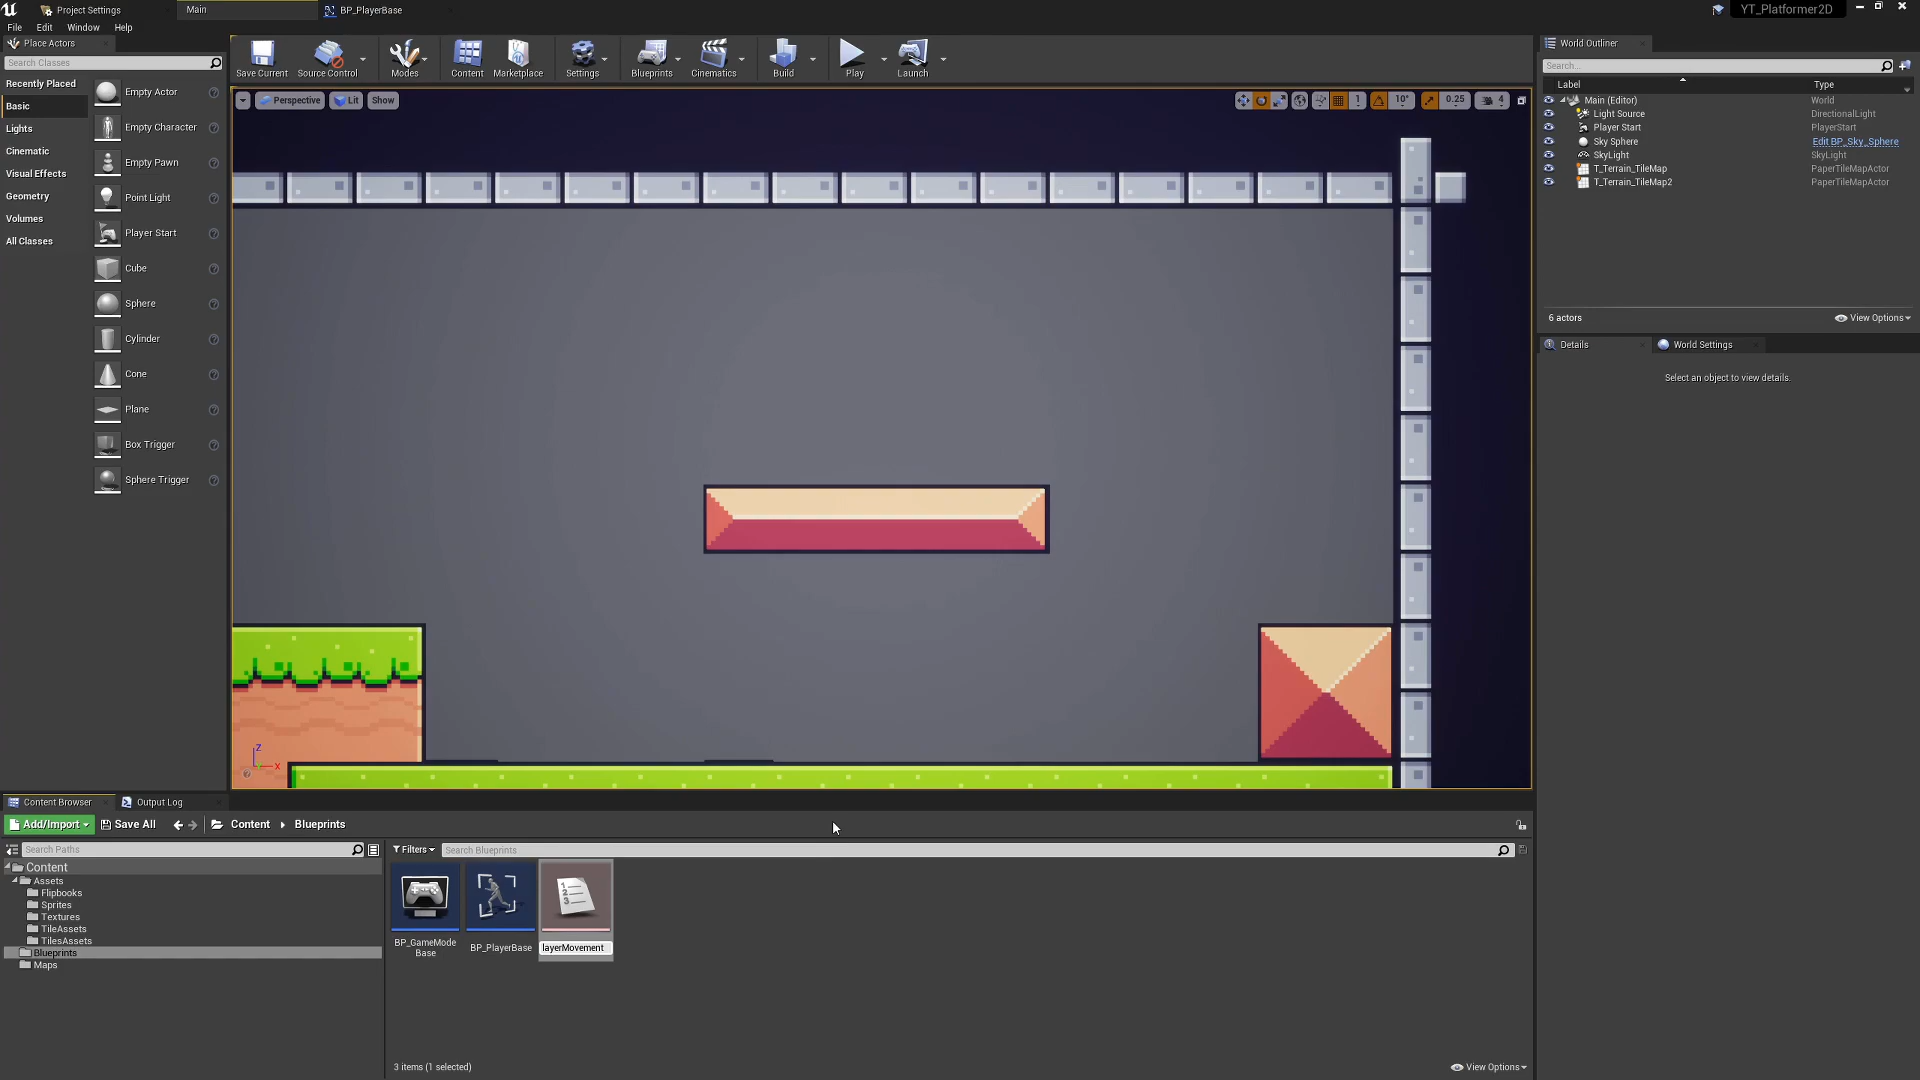 Project Settings
Main
BP_PlayerBase
YT_Platformer2D
File Edit Window Help
Place Actors
Search Classes
Recently Placed
Basic
Lights
Cinematic
Visual Effects
Geometry
Volumes
All Classes
Empty Actor
Empty Character
Empty Pawn
Point Light
Player Start
Cube
Sphere
Cylinder
Cone
Plane
Box Trigger
Sphere Trigger
Save Current
Source Control
Modes
Content
Marketplace
Settings
Blueprints
Cinematics
Build
Play
Launch
Perspective Lit Show
1 10° 0.25 4
Z
X
World Outliner
Search...
Label Type
Main (Editor) World
Light Source DirectionalLight
Player Start PlayerStart
Sky Sphere Edit BP_Sky_Sphere
SkyLight SkyLight
T_Terrain_TileMap PaperTileMapActor
T_Terrain_TileMap2 PaperTileMapActor
6 actors View Options
Details World Settings
Select an object to view details.
Content Browser Output Log
Add/Import Save All Content Blueprints
Search Paths
Content
Assets
Flipbooks
Sprites
Textures
TileAssets
TilesAssets
Blueprints
Maps
Filters Search Blueprints
BP_GameMode
Base
BP_PlayerBase
layerMovement
1
2
3
3 items (1 selected) View Options